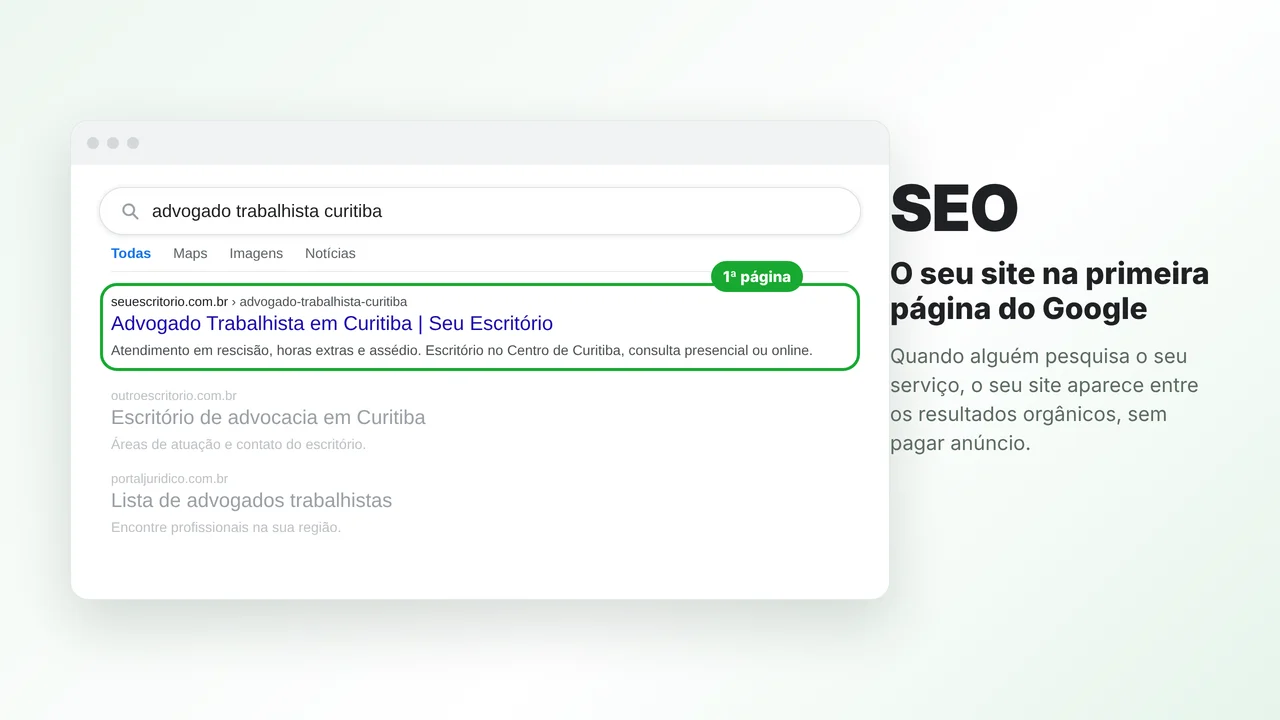 advogado trabalhista curitiba
Todas Maps Imagens Notícias
1ª página
seuescritorio.com.br › advogado-trabalhista-curitiba
Advogado Trabalhista em Curitiba | Seu Escritório
Atendimento em rescisão, horas extras e assédio. Escritório no Centro de Curitiba, consulta presencial ou online.
outroescritorio.com.br
Escritório de advocacia em Curitiba
Áreas de atuação e contato do escritório.
portaljuridico.com.br
Lista de advogados trabalhistas
Encontre profissionais na sua região.
SEO
O seu site na primeira
página do Google
Quando alguém pesquisa o seu
serviço, o seu site aparece entre
os resultados orgânicos, sem
pagar anúncio.